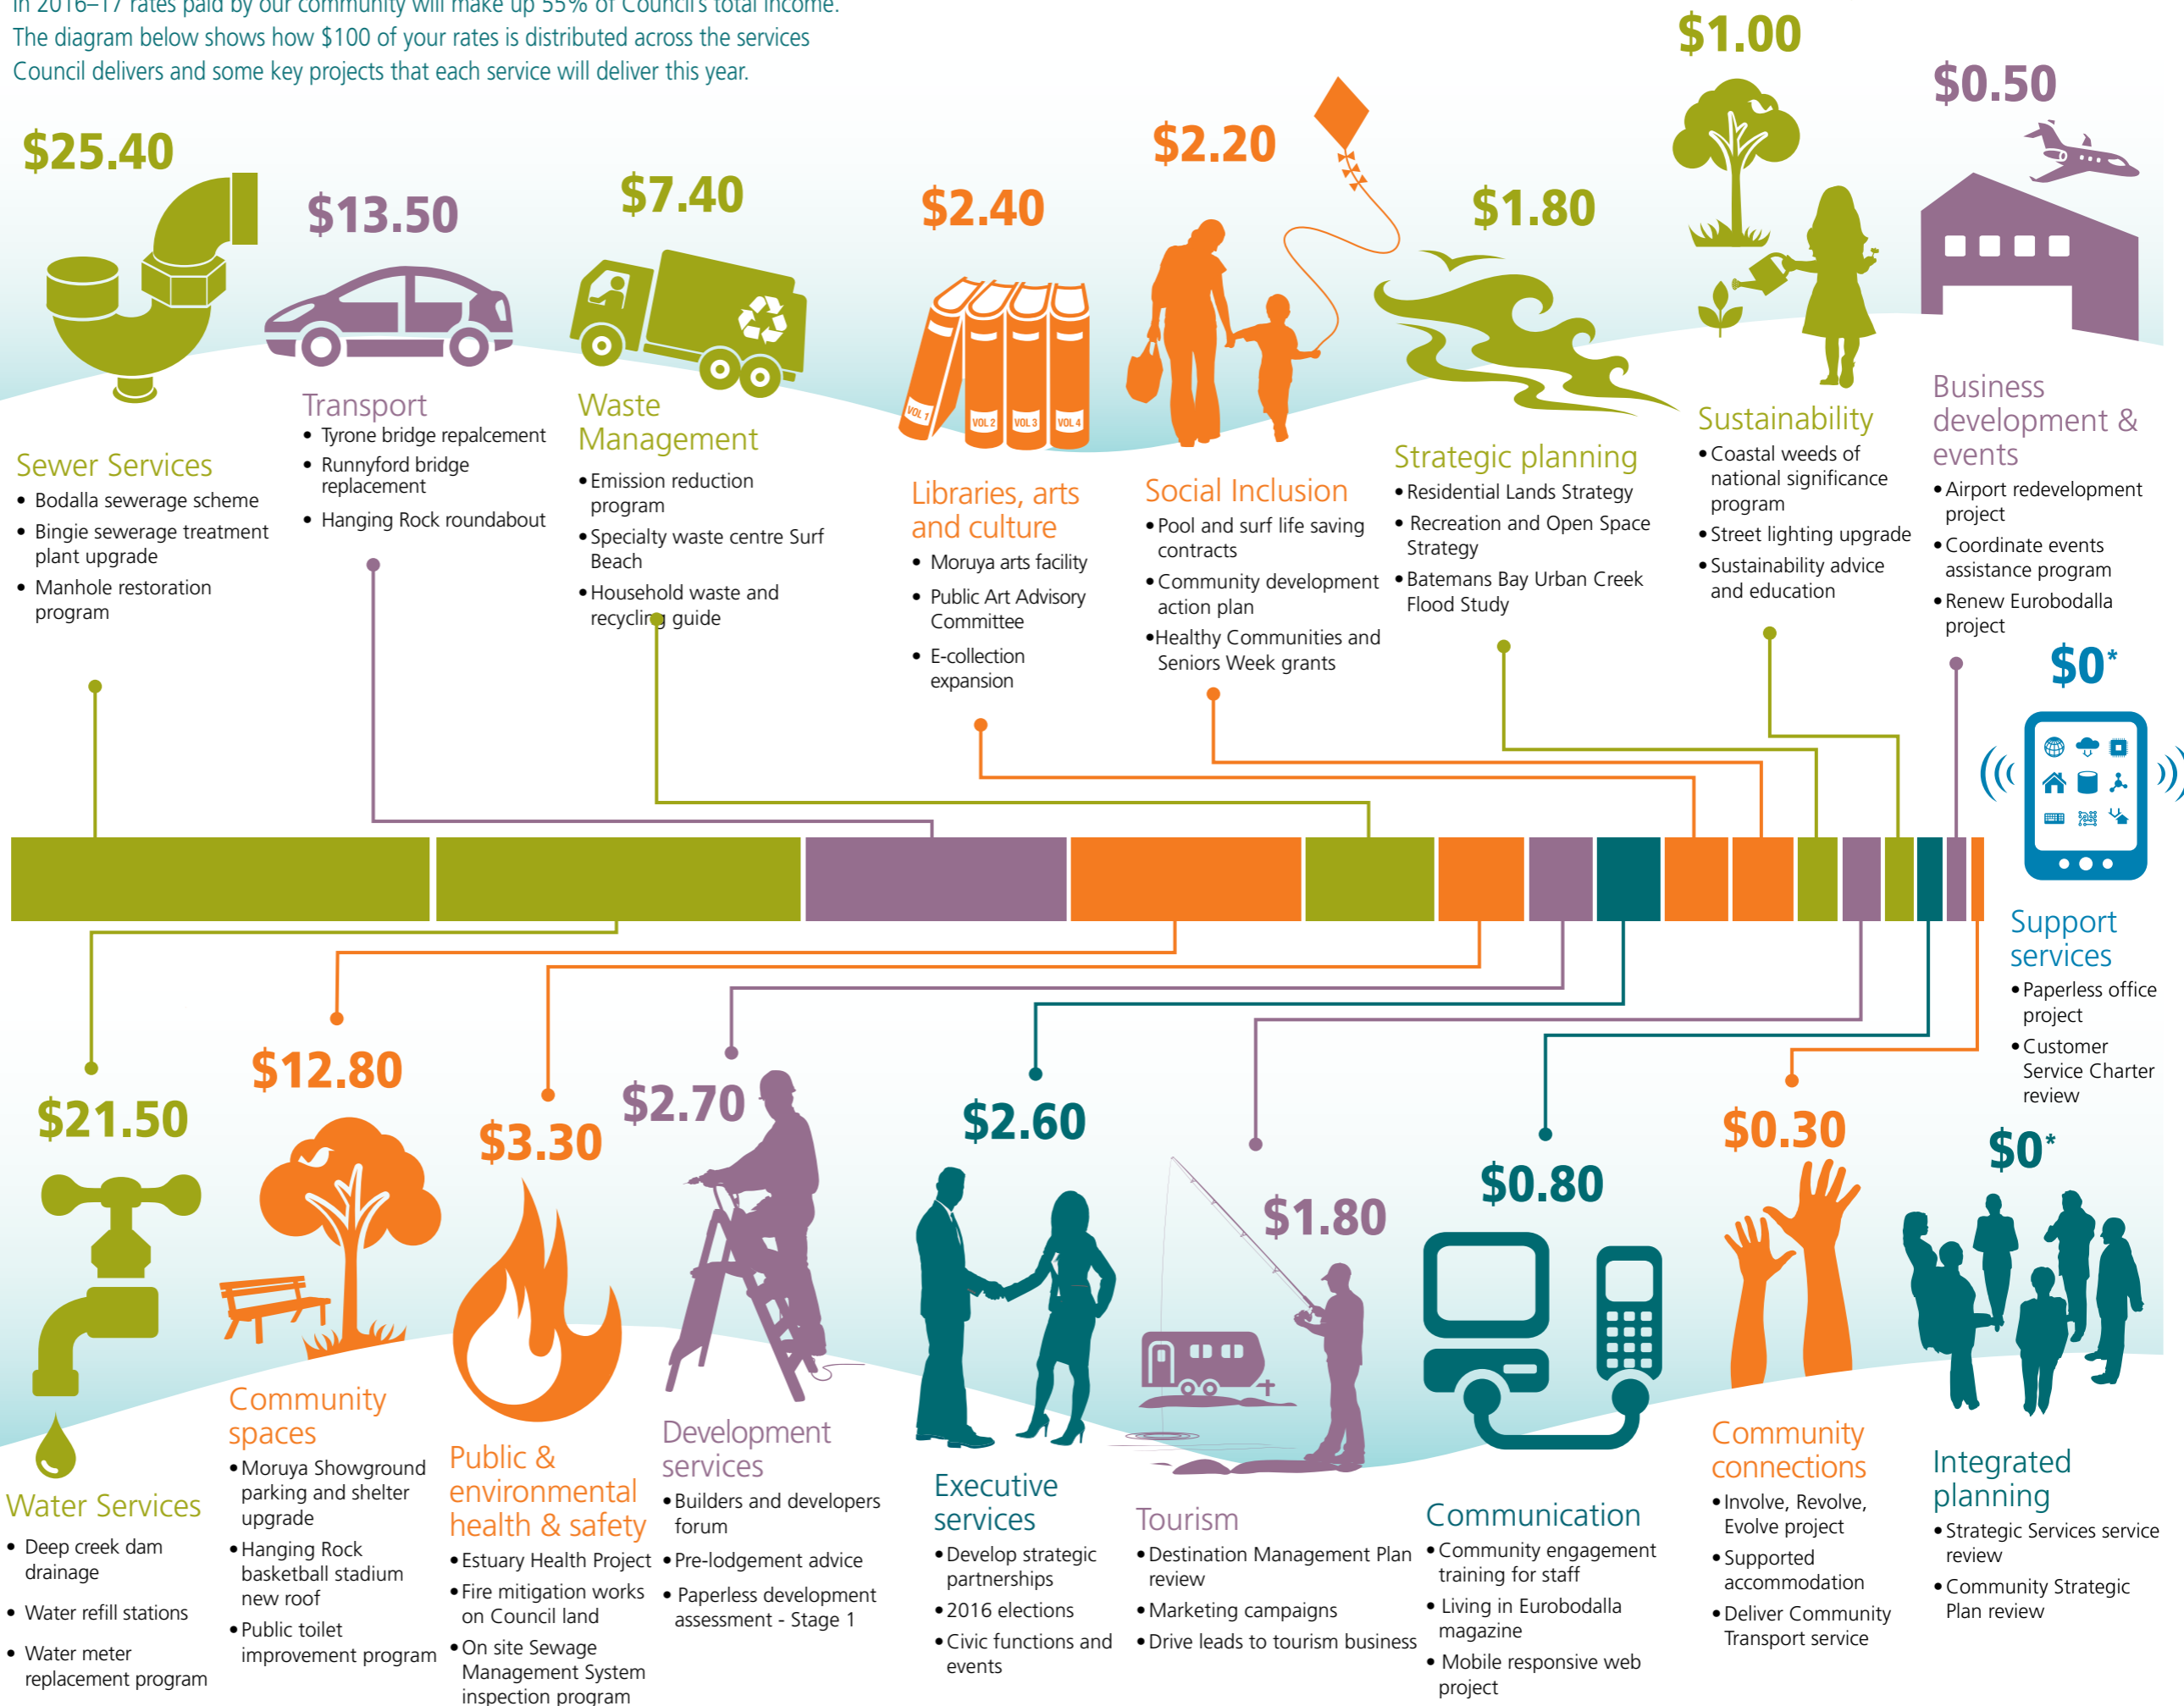 In 2016–17 rates paid by our community will make up 55% of Council's total income.
The diagram below shows how $100 of your rates is distributed across the services
Council delivers and some key projects that each service will deliver this year.
$25.40
Sewer Services
• Bodalla sewerage scheme
• Bingie sewerage treatment
plant upgrade
• Manhole restoration
program
$13.50
Transport
• Tyrone bridge repalcement
• Runnyford bridge
replacement
• Hanging Rock roundabout
$7.40
Waste
Management
• Emission reduction
program
• Specialty waste centre Surf
Beach
• Household waste and
recycling guide
$2.40
VOL 1
VOL 2
VOL 3
VOL 4
Libraries, arts
and culture
• Moruya arts facility
• Public Art Advisory
Committee
• E-collection
expansion
$2.20
Social Inclusion
• Pool and surf life saving
contracts
• Community development
action plan
• Healthy Communities and
Seniors Week grants
$1.80
Strategic planning
• Residential Lands Strategy
• Recreation and Open Space
Strategy
• Batemans Bay Urban Creek
Flood Study
$1.00
Sustainability
• Coastal weeds of
national significance
program
• Street lighting upgrade
• Sustainability advice
and education
$0.50
Business
development &
events
• Airport redevelopment
project
• Coordinate events
assistance program
• Renew Eurobodalla
project
$0*
Support
services
• Paperless office
project
• Customer
Service Charter
review
$21.50
Water Services
• Deep creek dam
drainage
• Water refill stations
• Water meter
replacement program
$12.80
Community
spaces
• Moruya Showground
parking and shelter
upgrade
• Hanging Rock
basketball stadium
new roof
• Public toilet
improvement program
$3.30
Public &
environmental
health & safety
• Estuary Health Project
• Fire mitigation works
on Council land
• On site Sewage
Management System
inspection program
$2.70
Development
services
• Builders and developers
forum
• Pre-lodgement advice
• Paperless development
assessment - Stage 1
$2.60
Executive
services
• Develop strategic
partnerships
• 2016 elections
• Civic functions and
events
$1.80
Tourism
• Destination Management Plan
review
• Marketing campaigns
• Drive leads to tourism business
$0.80
Communication
• Community engagement
training for staff
• Living in Eurobodalla
magazine
• Mobile responsive web
project
$0.30
Community
connections
• Involve, Revolve,
Evolve project
• Supported
accommodation
• Deliver Community
Transport service
$0*
Integrated
planning
• Strategic Services service
review
• Community Strategic
Plan review